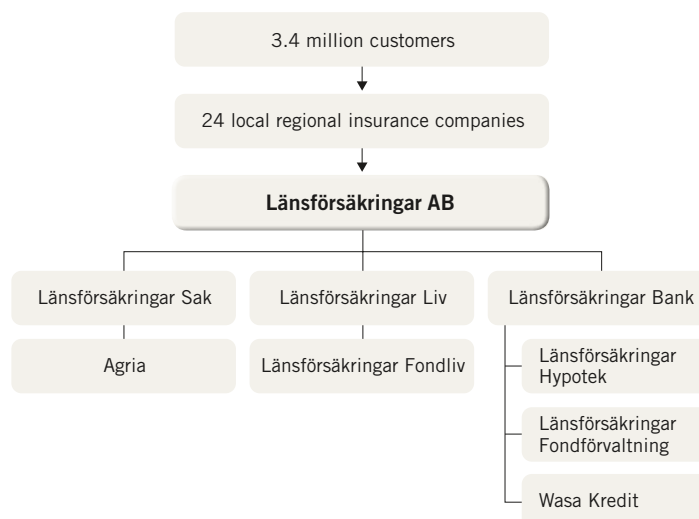 3.4 million customers
24 local regional insurance companies
Länsförsäkringar AB
Länsförsäkringar Sak
Länsförsäkringar Liv
Länsförsäkringar Bank
Agria
Länsförsäkringar Fondliv
Länsförsäkringar
Hypotek
Länsförsäkringar
Fondförvaltning
Wasa Kredit